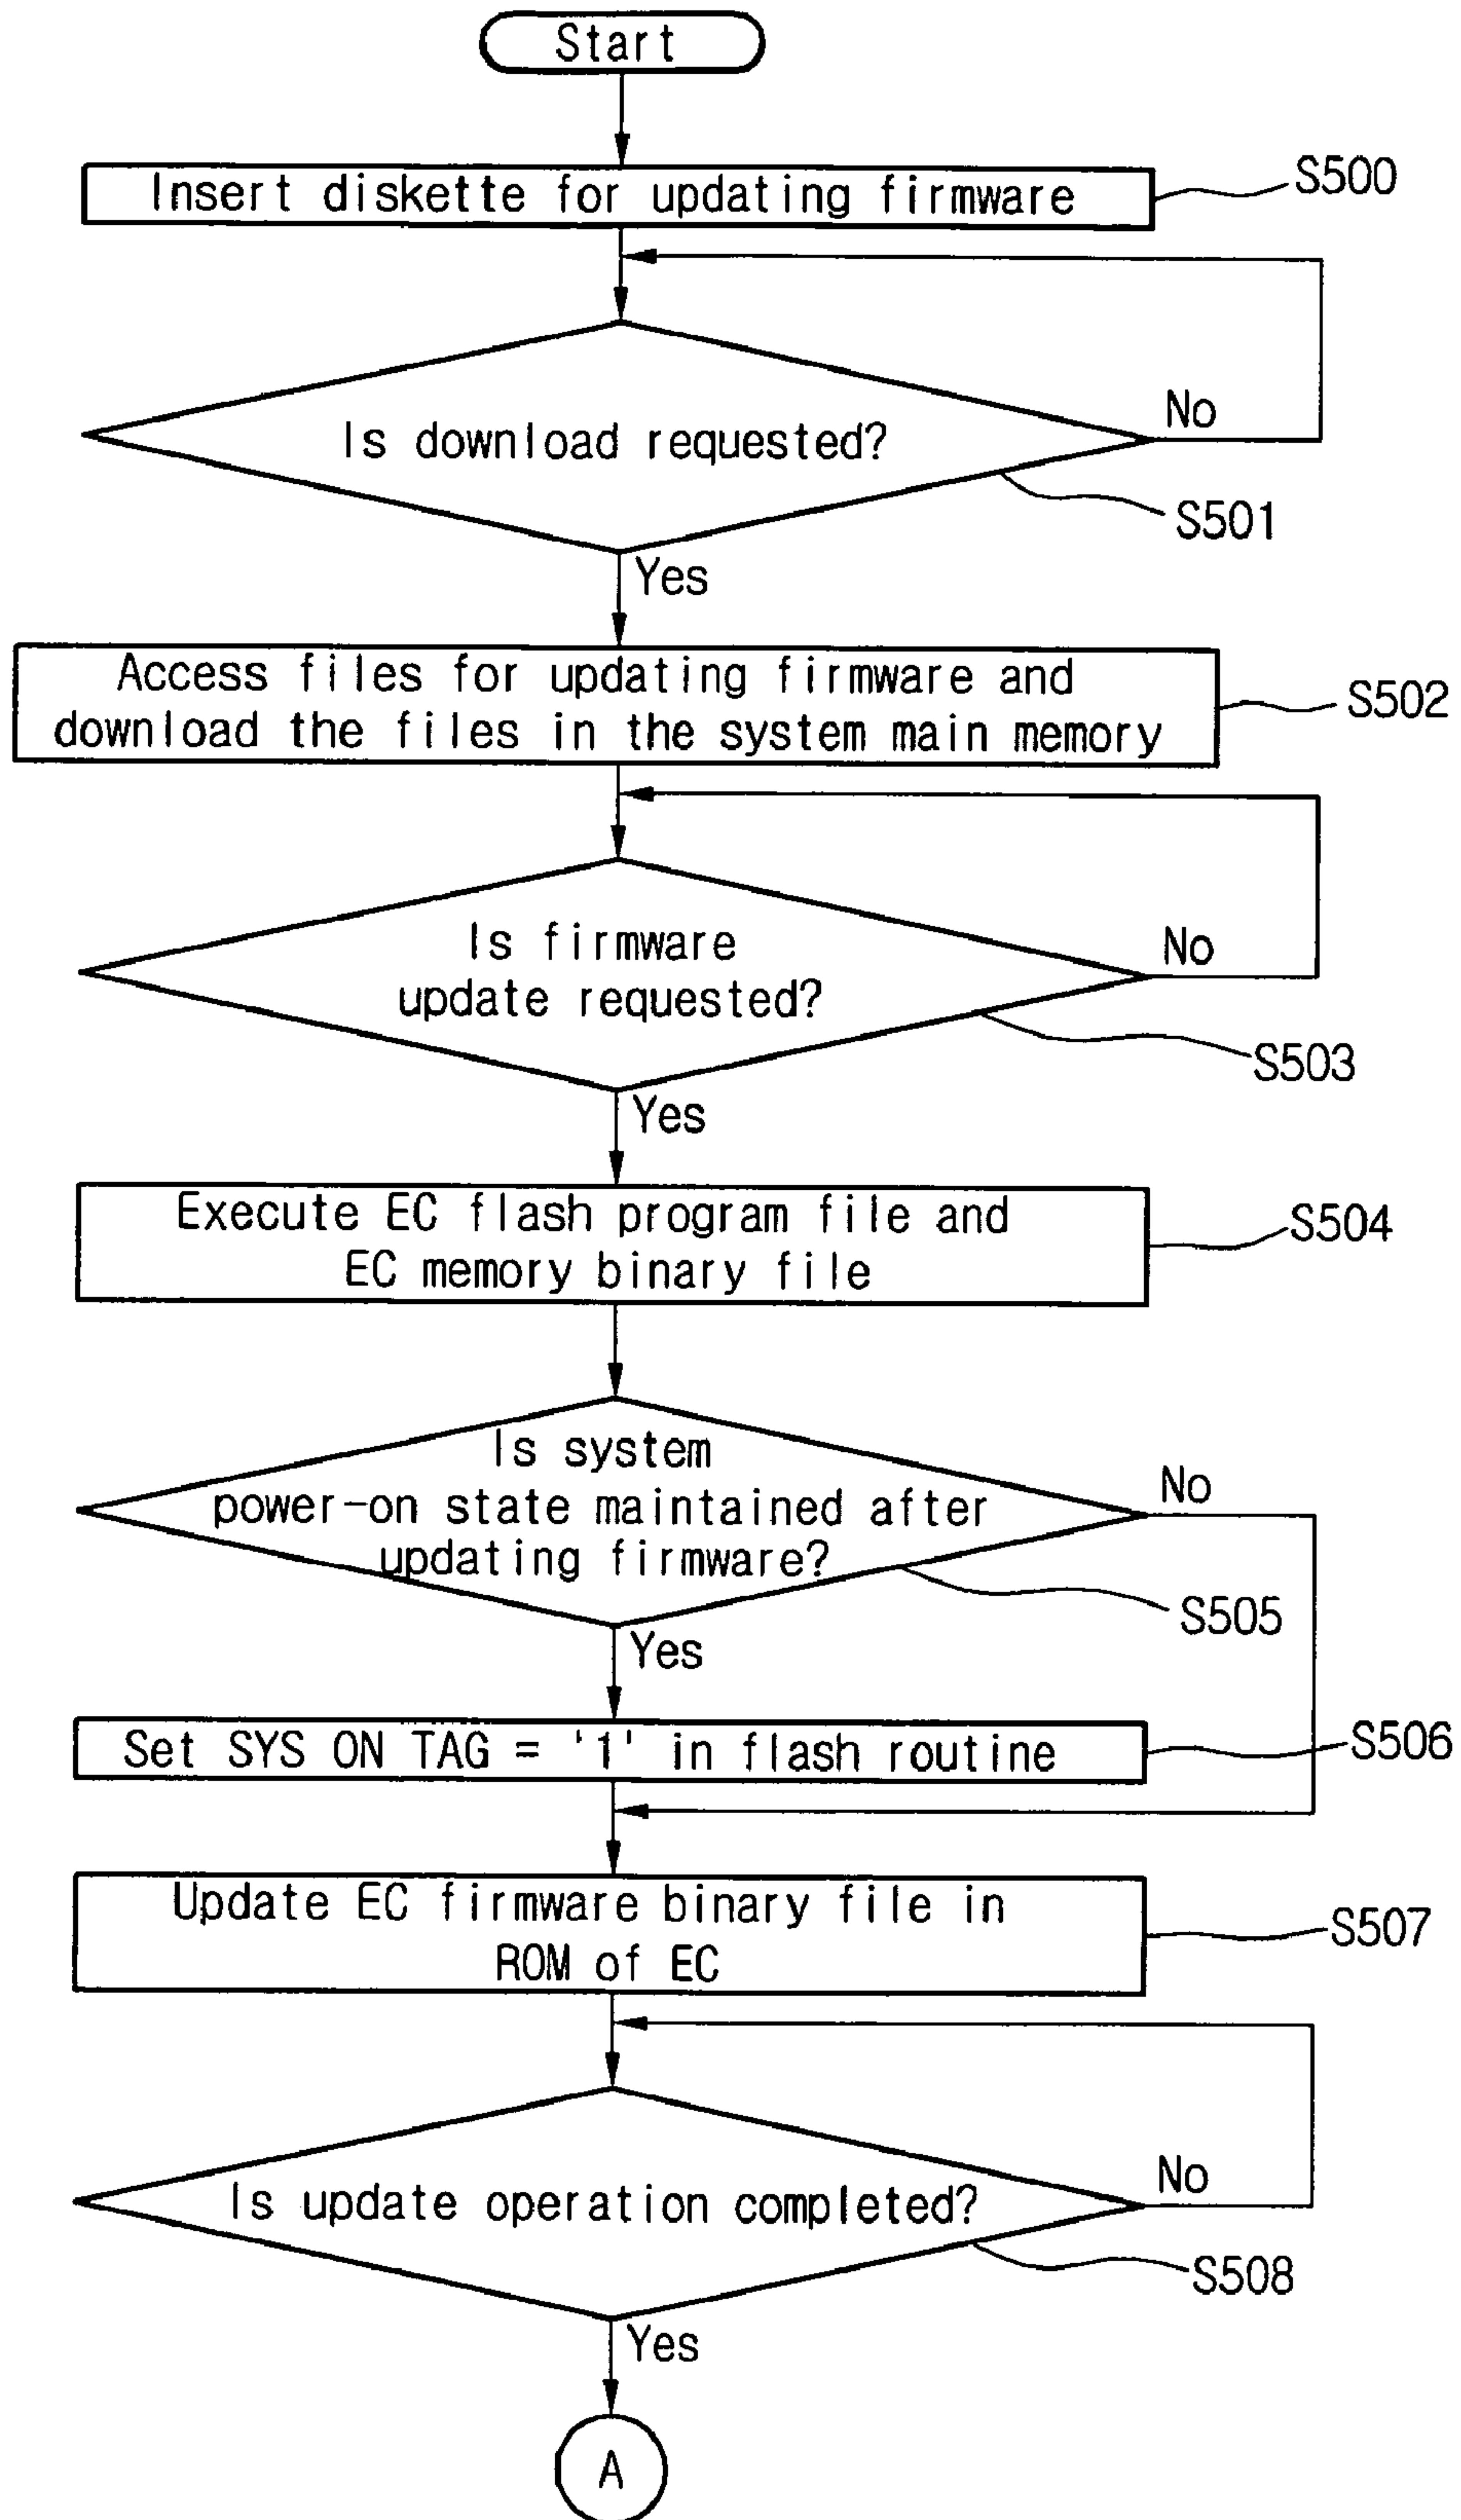 Start
Insert diskette for updating firmware
S500
Is download requested?
No
S501
Yes
Access files for updating firmware and
download the files in the system main memory
S502
Is firmware
update requested?
No
S503
Yes
Execute EC flash program file and
EC memory binary file
S504
Is system
power-on state maintained after
updating firmware?
No
S505
Yes
Set SYS ON TAG = '1' in flash routine
S506
Update EC firmware binary file in
ROM of EC
S507
Is update operation completed?
No
S508
Yes
A